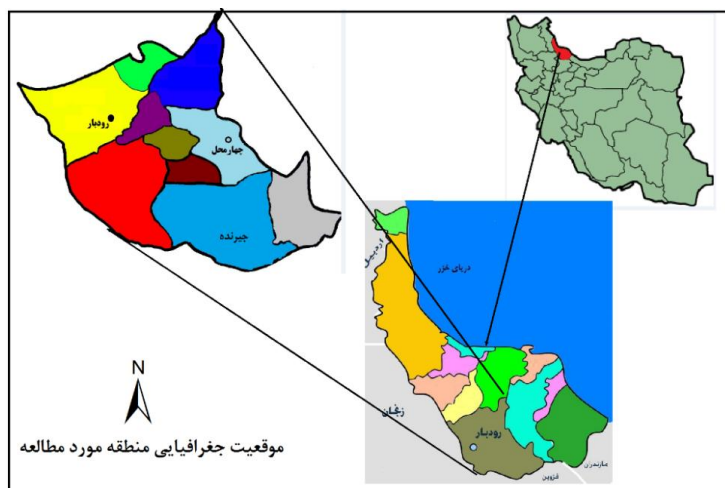 رودبار
چهارمحل
جیرنده
اردبیل
دریای خزر
زنجان
رودبار
مازندران
قزوین
N
موقعیت جغرافیایی منطقه مورد مطالعه